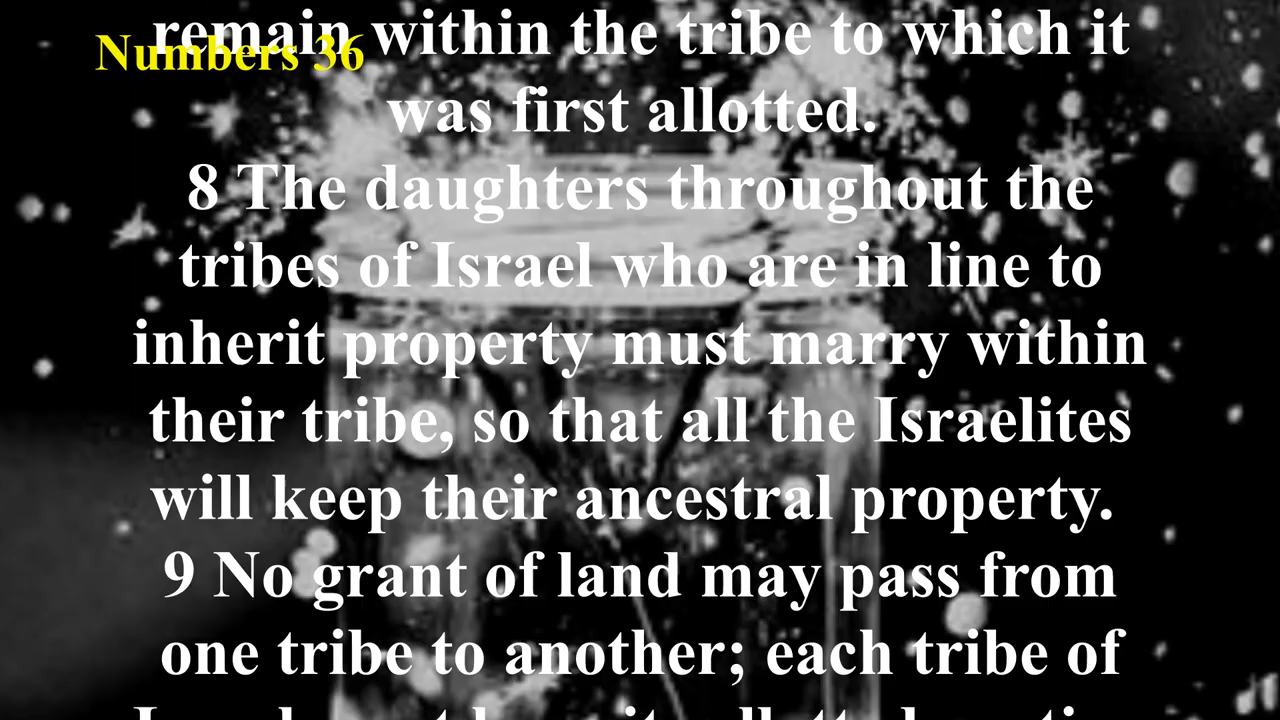 Numbers 36
remain within the tribe to which it
was first allotted.
8 The daughters throughout the
tribes of Israel who are in line to
inherit property must marry within
their tribe, so that all the Israelites
will keep their ancestral property.
9 No grant of land may pass from
one tribe to another; each tribe of